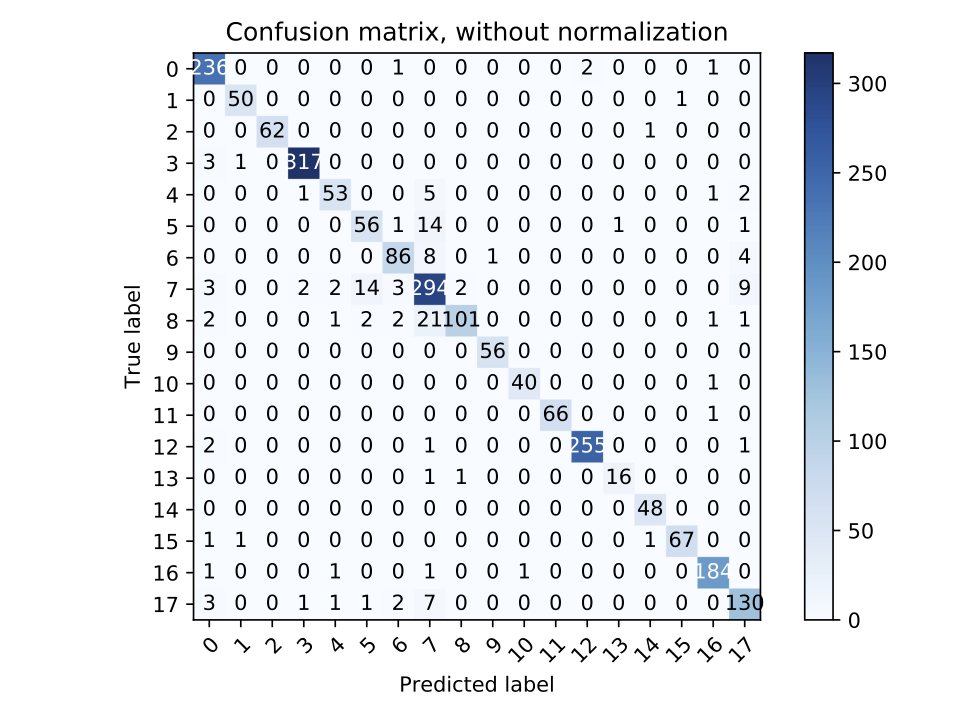 Confusion matrix, without normalization
0 236 0 0 0 0 0 1 0 0 0 0 0 2 0 0 0 1 0
1 0 50 0 0 0 0 0 0 0 0 0 0 0 0 0 1 0 0
2 0 0 62 0 0 0 0 0 0 0 0 0 0 0 1 0 0 0
3 3 1 0 317 0 0 0 0 0 0 0 0 0 0 0 0 0 0
4 0 0 0 1 53 0 0 5 0 0 0 0 0 0 0 0 1 2
5 0 0 0 0 0 56 1 14 0 0 0 0 0 1 0 0 0 1
6 0 0 0 0 0 0 86 8 0 1 0 0 0 0 0 0 0 4
7 3 0 0 2 2 14 3 294 2 0 0 0 0 0 0 0 0 9
8 2 0 0 0 1 2 2 21 101 0 0 0 0 0 0 0 1 1
9 0 0 0 0 0 0 0 0 0 56 0 0 0 0 0 0 0 0
10 0 0 0 0 0 0 0 0 0 0 40 0 0 0 0 0 1 0
11 0 0 0 0 0 0 0 0 0 0 0 66 0 0 0 0 1 0
12 2 0 0 0 0 0 0 1 0 0 0 0 255 0 0 0 0 1
13 0 0 0 0 0 0 0 1 1 0 0 0 0 16 0 0 0 0
14 0 0 0 0 0 0 0 0 0 0 0 0 0 0 48 0 0 0
15 1 1 0 0 0 0 0 0 0 0 0 0 0 0 1 67 0 0
16 1 0 0 0 1 0 0 1 0 0 1 0 0 0 0 0 184 0
17 3 0 0 1 1 1 2 7 0 0 0 0 0 0 0 0 0 130
0 1 2 3 4 5 6 7 8 9 10 11 12 13 14 15 16 17
Predicted label
True label
300
250
200
150
100
50
0